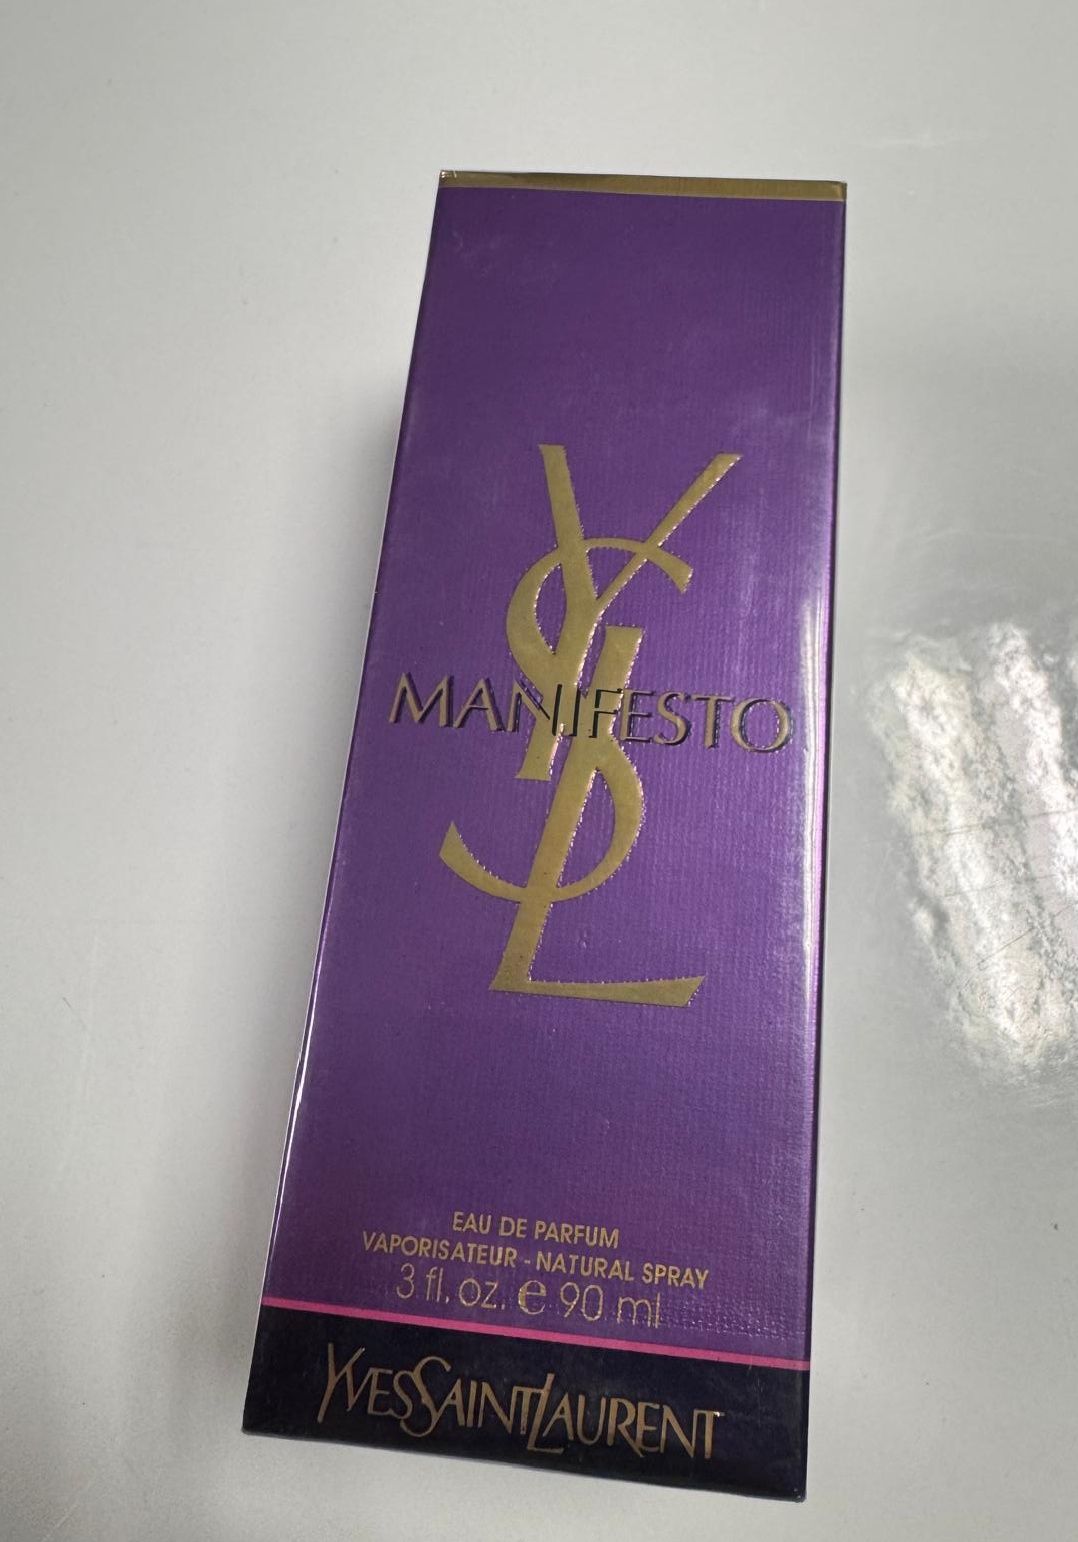 YSL
MANIFESTO
EAU DE PARFUM
VAPORISATEUR - NATURAL SPRAY
3 fl. oz. ℮ 90 ml
YVESSAINTLAURENT